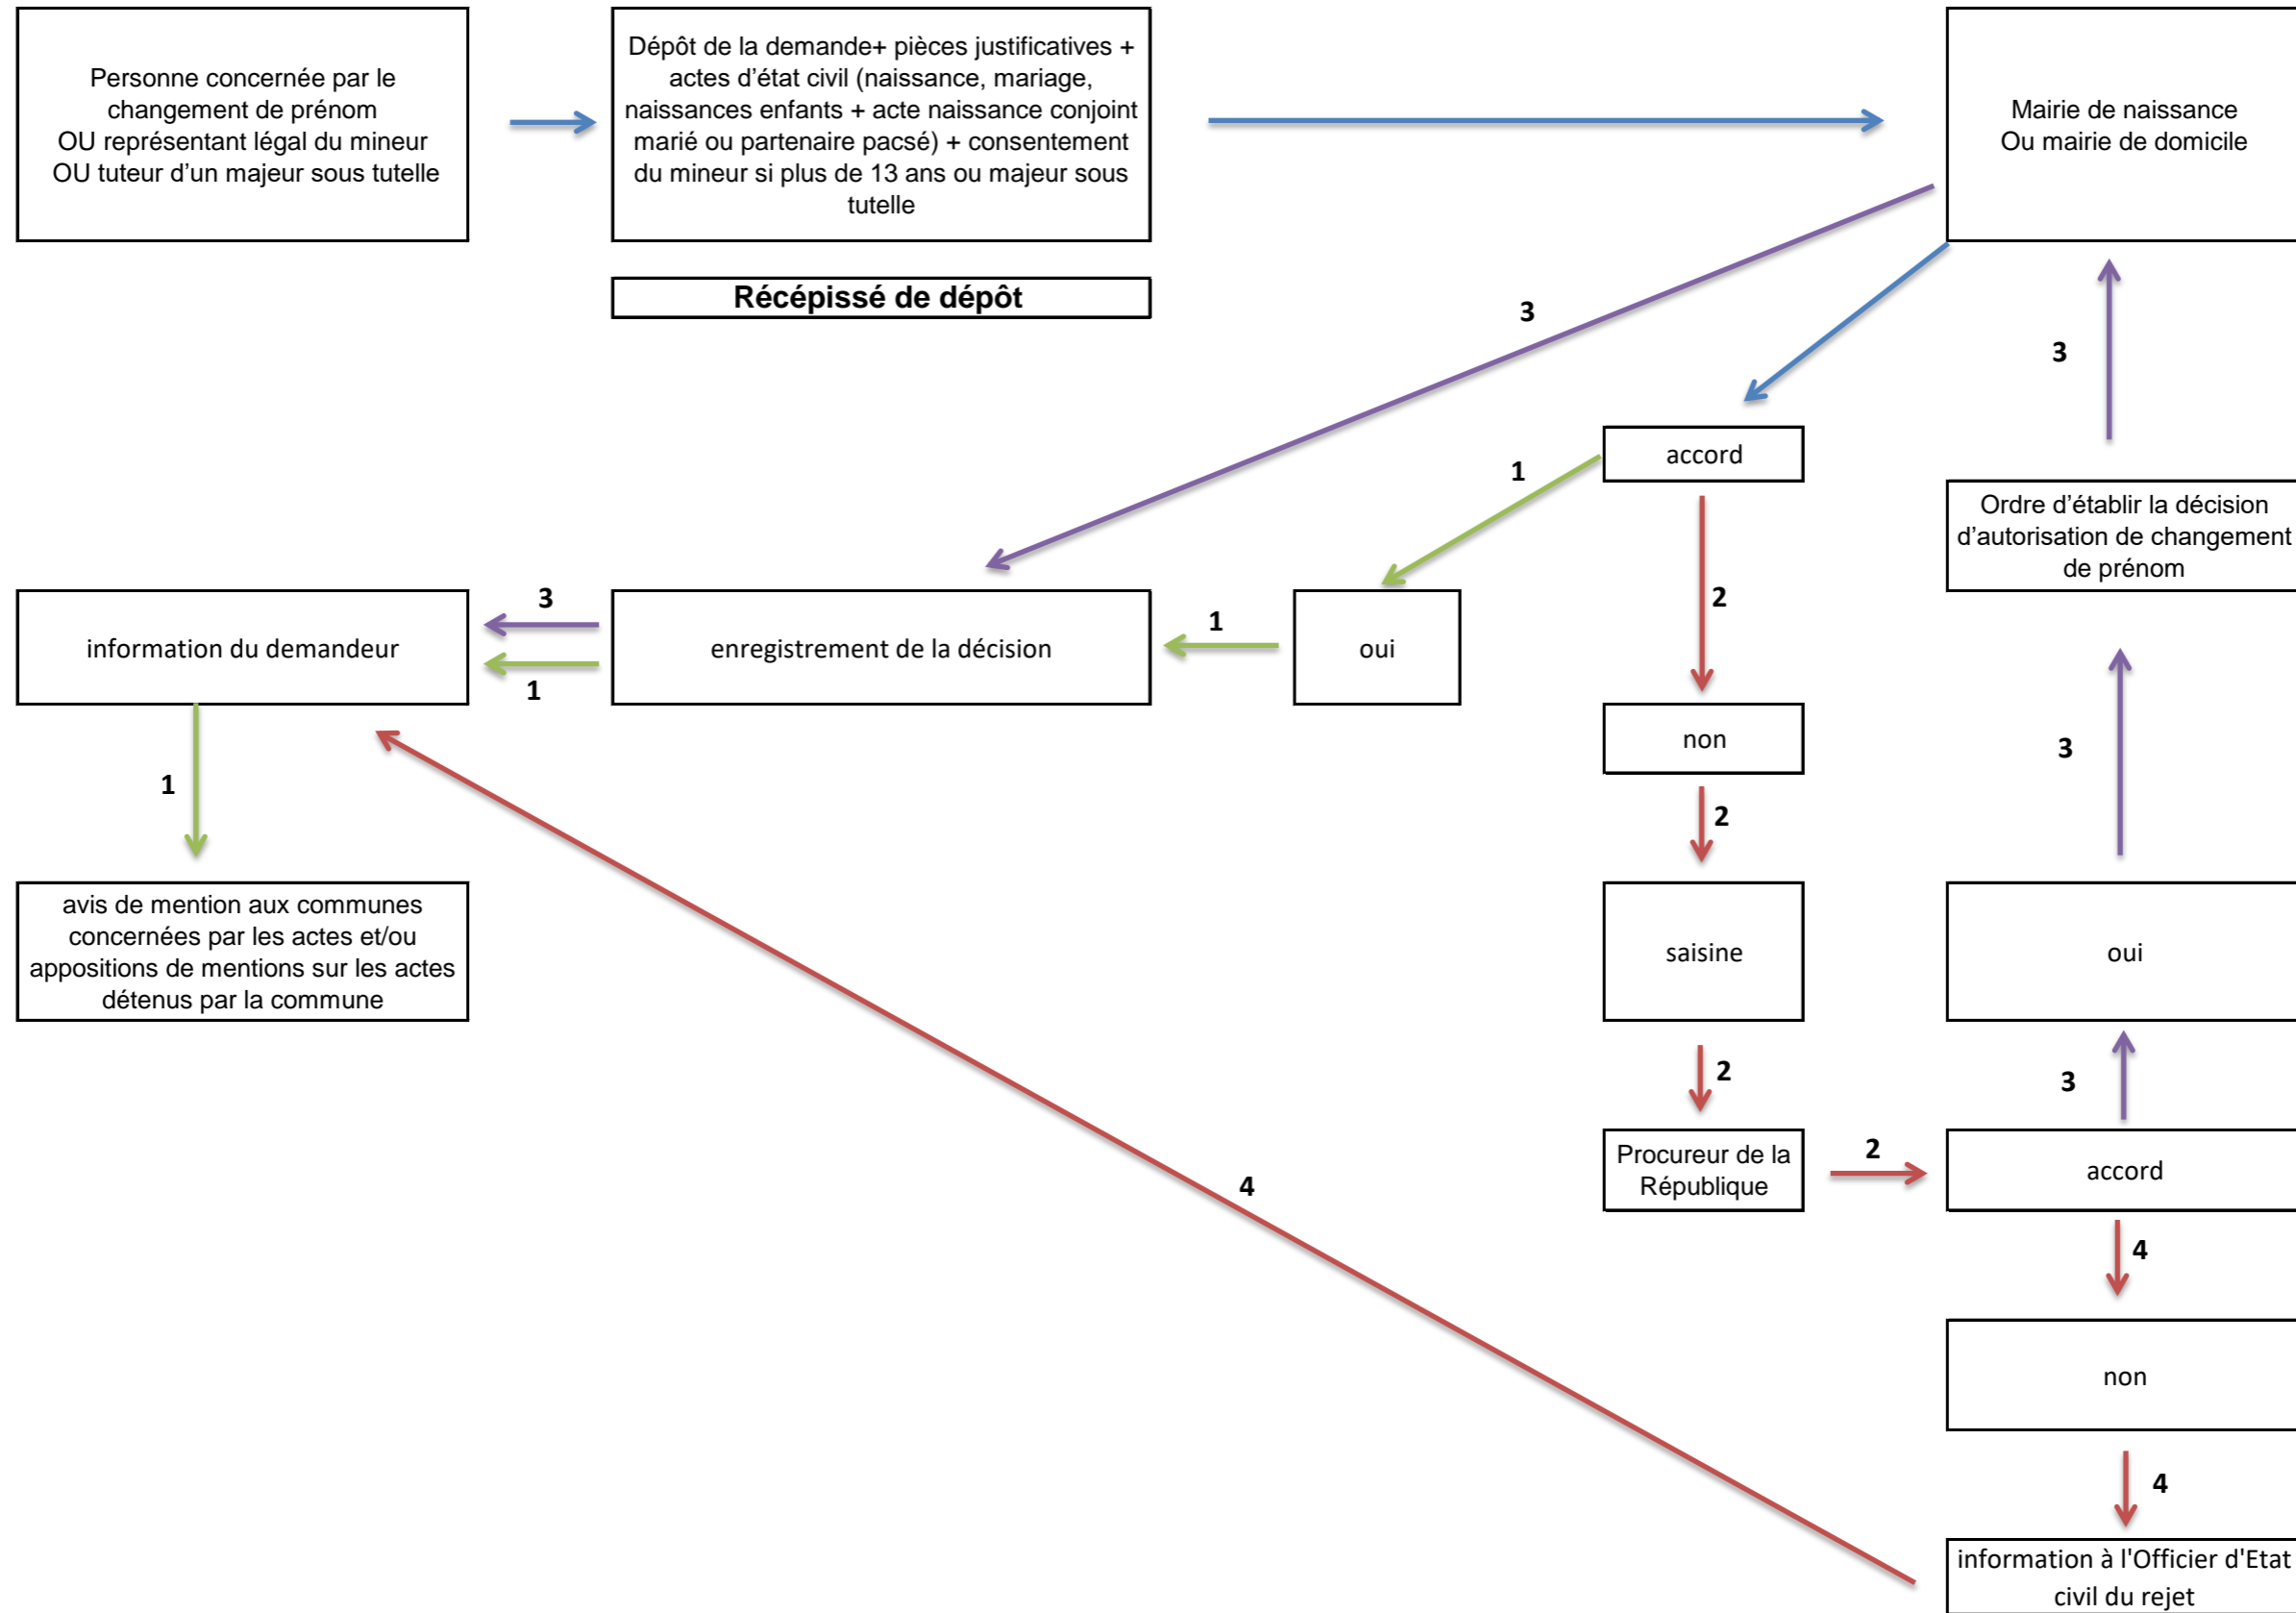 Personne concernée par le
changement de prénom
OU représentant légal du mineur
OU tuteur d'un majeur sous tutelle
Dépôt de la demande+ pièces justificatives +
actes d'état civil (naissance, mariage,
naissances enfants + acte naissance conjoint
marié ou partenaire pacsé) + consentement
du mineur si plus de 13 ans ou majeur sous
tutelle
Mairie de naissance
Ou mairie de domicile
Récépissé de dépôt
3
3
accord
1
Ordre d'établir la décision
d'autorisation de changement
de prénom
information du demandeur
3
1
enregistrement de la décision
1
oui
2
non
3
1
2
avis de mention aux communes
concernées par les actes et/ou
appositions de mentions sur les actes
détenus par la commune
saisine
oui
2
3
Procureur de la
République
2
accord
4
4
non
4
information à l'Officier d'Etat
civil du rejet